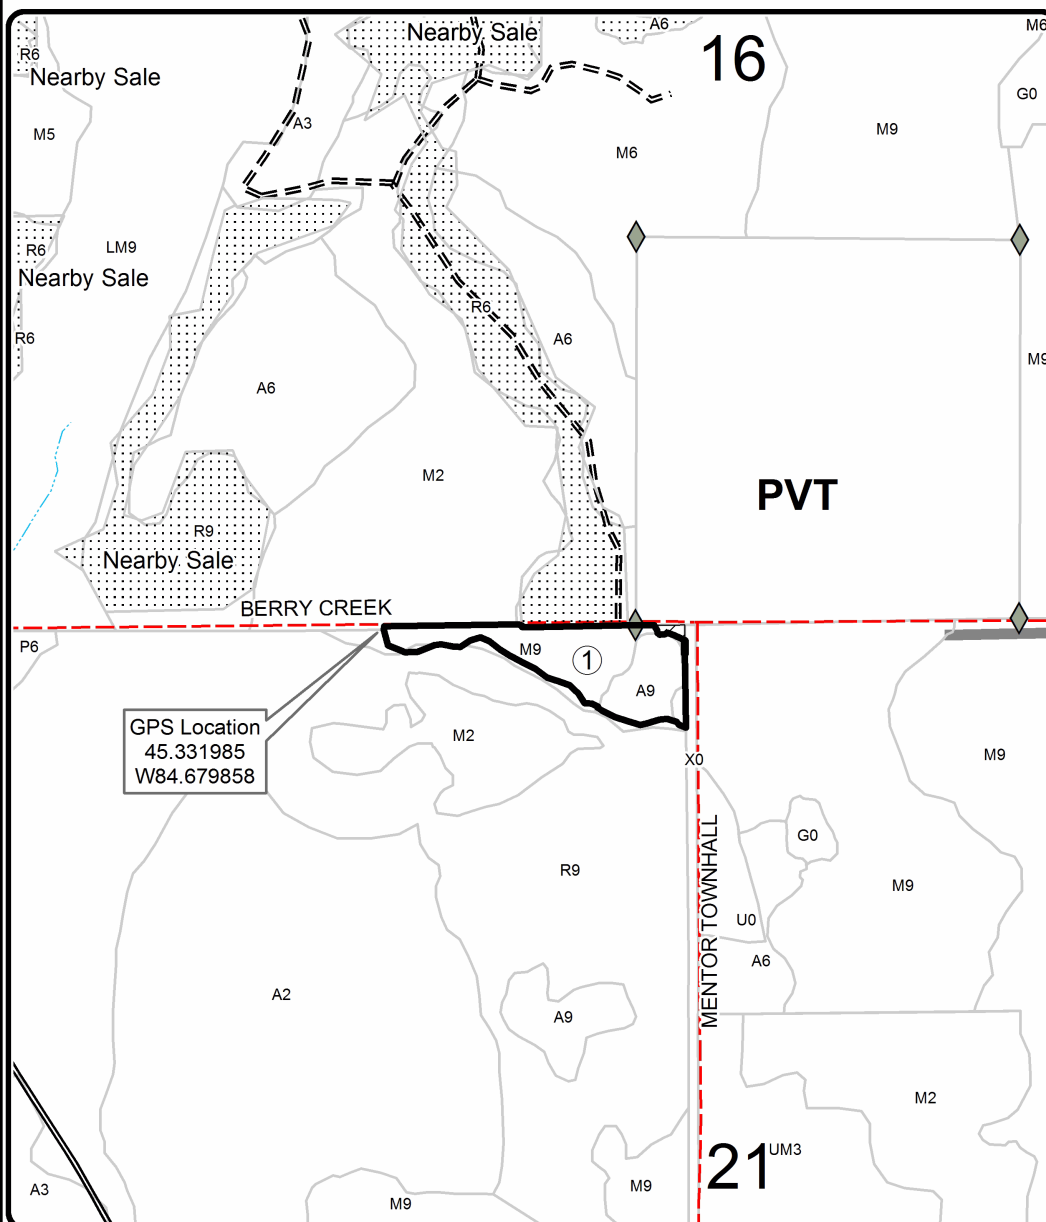 Nearby Sale
A6
16
M6
R6
Nearby Sale
G0
M5
A3
M9
M6
R6
LM9
Nearby Sale
R6
R6
A6
M9
A6
M2
PVT
R9
Nearby Sale
BERRY CREEK
P6
M9
1
A9
GPS Location
45.331985
W84.679858
M2
X0
M9
MENTOR TOWNHALL
G0
R9
M9
U0
A6
A2
A9
M2
21
UM3
A3
M9
M9